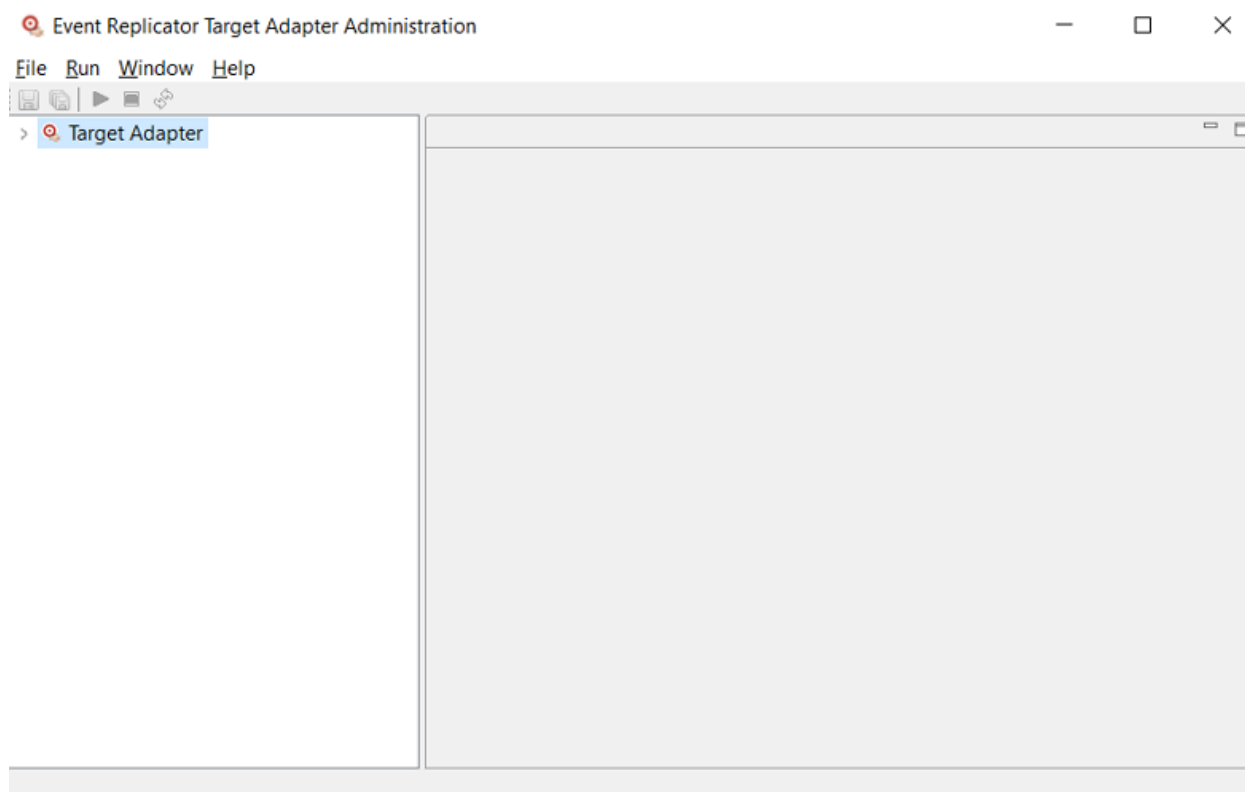 Event Replicator Target Adapter Administration
File Run Window Help
Target Adapter